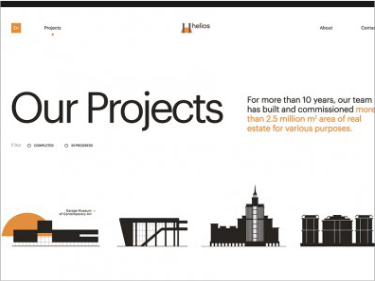 Projects
helios
About
Our Projects
For more than 10 years, our team
has built and commissioned more
than 2.5 million m² area of real
estate for various purposes.
COMPLETED
IN PROGRESS
Garage Museum
of Contemporary Art